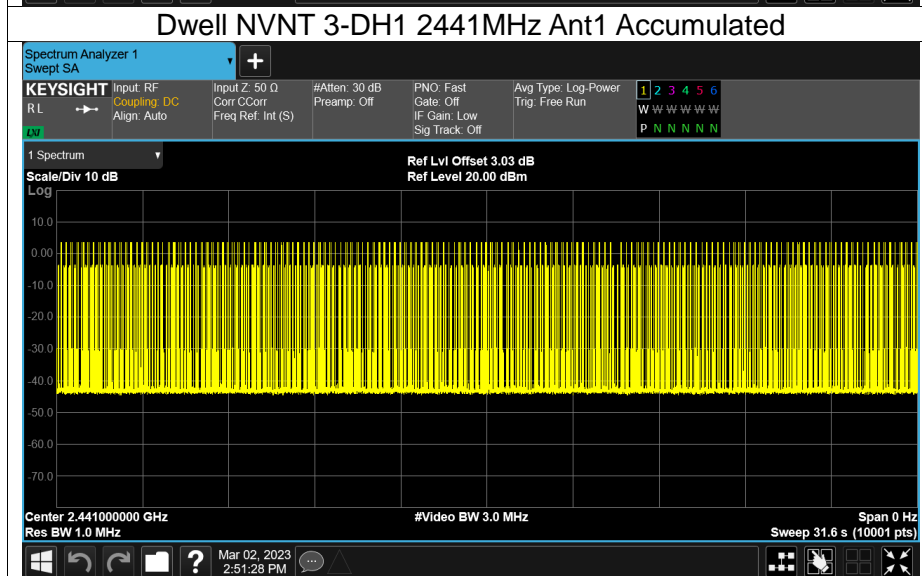 Dwell NVNT 3-DH1 2441MHz Ant1 Accumulated
Spectrum Analyzer 1
Swept SA
+
KEYSIGHT Input: RF Input Z: 50 Ω #Atten: 30 dB PNO: Fast Avg Type: Log-Power 1 2 3 4 5 6
RL Coupling: DC Corr CCorr Preamp: Off Gate: Off Trig: Free Run W W W W W W
Align: Auto Freq Ref: Int (S) IF Gain: Low
LXI Sig Track: Off P N N N N N
1 Spectrum Ref Lvl Offset 3.03 dB
Scale/Div 10 dB Ref Level 20.00 dBm
Log
10.0
0.00
-10.0
-20.0
-30.0
-40.0
-50.0
-60.0
-70.0
Center 2.441000000 GHz #Video BW 3.0 MHz Span 0 Hz
Res BW 1.0 MHz Sweep 31.6 s (10001 pts)
? Mar 02, 2023
2:51:28 PM